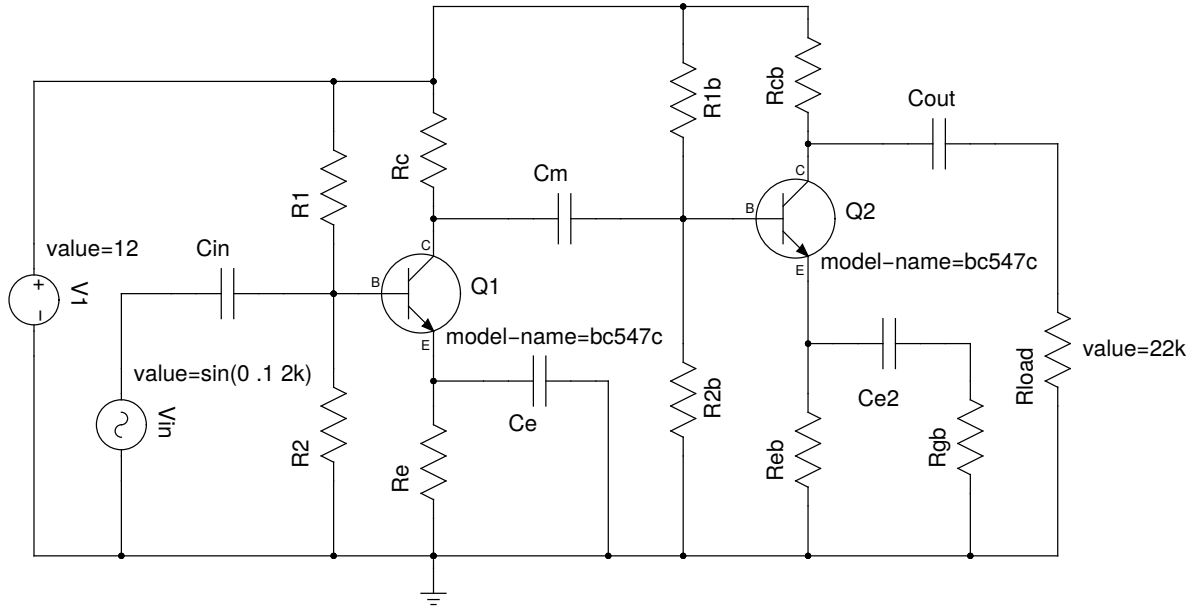 Rcb
R1b
Cout
Rc
Cm
C
B
Q2
E
model-name=bc547c
R1
value=12
Cin
C
B
Q1
E
model-name=bc547c
+
-
V1
value=sin(0 .1 2k)
Vin
R2
Re
Ce
R2b
Reb
Ce2
Rgb
Rload
value=22k